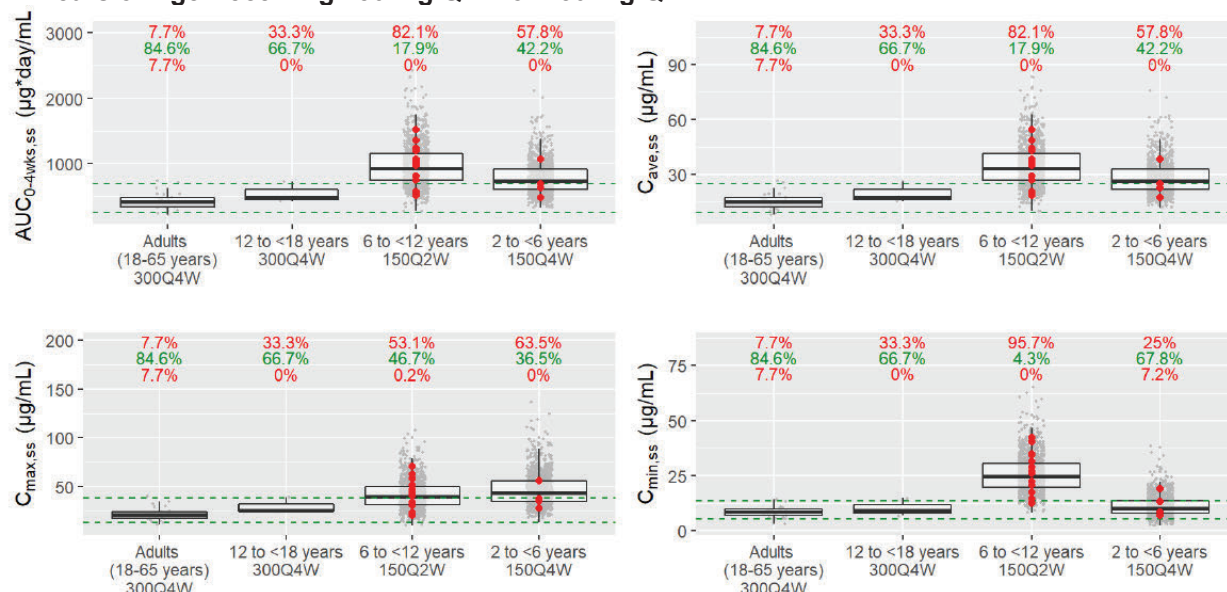 AUC0-4wks,ss (µg*day/mL
3000
2000
1000
7.7% 33.3% 82.1% 57.8%
84.6% 66.7% 17.9% 42.2%
7.7% 0% 0% 0%
Adults 12 to <18 years 6 to <12 years 2 to <6 years
(18-65 years) 300Q4W 150Q2W 150Q4W
300Q4W
Cave,ss (µg/mL)
90
60
30
7.7% 33.3% 82.1% 57.8%
84.6% 66.7% 17.9% 42.2%
7.7% 0% 0% 0%
Adults 12 to <18 years 6 to <12 years 2 to <6 years
(18-65 years) 300Q4W 150Q2W 150Q4W
300Q4W
Cmax,ss (µg/mL)
200
150
100
50
7.7% 33.3% 53.1% 63.5%
84.6% 66.7% 46.7% 36.5%
7.7% 0% 0.2% 0%
Adults 12 to <18 years 6 to <12 years 2 to <6 years
(18-65 years) 300Q4W 150Q2W 150Q4W
300Q4W
Cmin,ss (µg/mL)
75
50
25
0
7.7% 33.3% 95.7% 25%
84.6% 66.7% 4.3% 67.8%
7.7% 0% 0% 7.2%
Adults 12 to <18 years 6 to <12 years 2 to <6 years
(18-65 years) 300Q4W 150Q2W 150Q4W
300Q4W